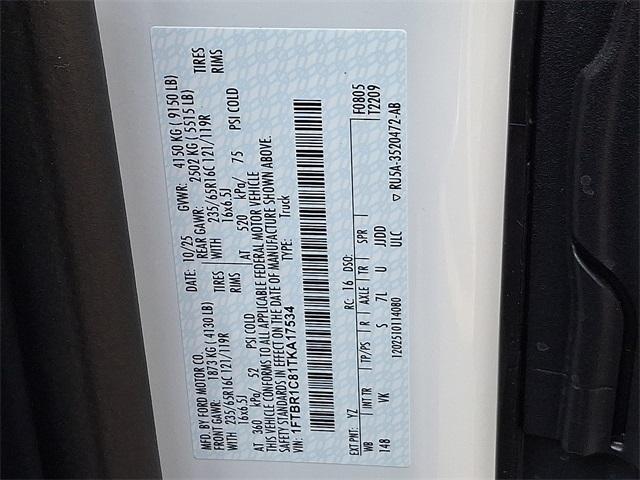 MFD. BY FORD MOTOR CO. DATE: 10/25 GVWR: 4150 KG ( 9150 LB)
FRONT GAWR: 1873 KG ( 4130 LB) REAR GAWR: 2502 KG ( 5515 LB)
WITH 235/65R16C 121/119R TIRES WITH 235/65R16C 121/119R TIRES
16x6.5J RIMS 16x6.5J RIMS
AT 360 kPa/ 52 PSI COLD AT 520 kPa/ 75 PSI COLD
THIS VEHICLE CONFORMS TO ALL APPLICABLE FEDERAL MOTOR VEHICLE
SAFETY STANDARDS IN EFFECT ON THE DATE OF MANUFACTURE SHOWN ABOVE.
VIN: 1FTBR1C81TKA17534 TYPE: Truck
F0805
T2209
EXT PNT: YZ RC: 16 DSO:
WB INT TR TP/PS R AXLE TR SPR
148 VK S 7L U JJDD
ULC
1202510114080 ▽ RU5A-3520472-AB